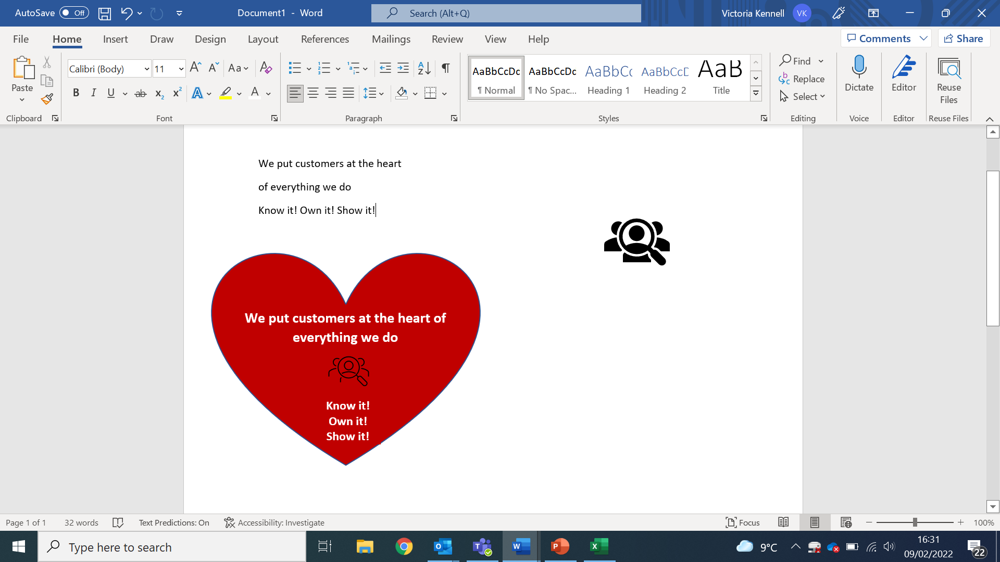 AutoSave Off Document1 - Word Search (Alt+Q) Victoria Kennell VK
File Home Insert Draw Design Layout References Mailings Review View Help Comments Share
Paste
Clipboard
Calibri (Body) 11
Aa
B I U ab x2 x2 A A
Font
Paragraph
AaBbCcDc AaBbCcDc AaBbCc AaBbCcD AaB
¶ Normal ¶ No Spac... Heading 1 Heading 2 Title
Styles
Find
Replace
Select
Editing
Dictate
Voice
Editor
Editor
Reuse
Files
Reuse Files
We put customers at the heart
of everything we do
Know it! Own it! Show it!
We put customers at the heart of
everything we do
Know it!
Own it!
Show it!
Page 1 of 1 32 words Text Predictions: On Accessibility: Investigate Focus 100%
Type here to search
9°C
16:31
09/02/2022
22